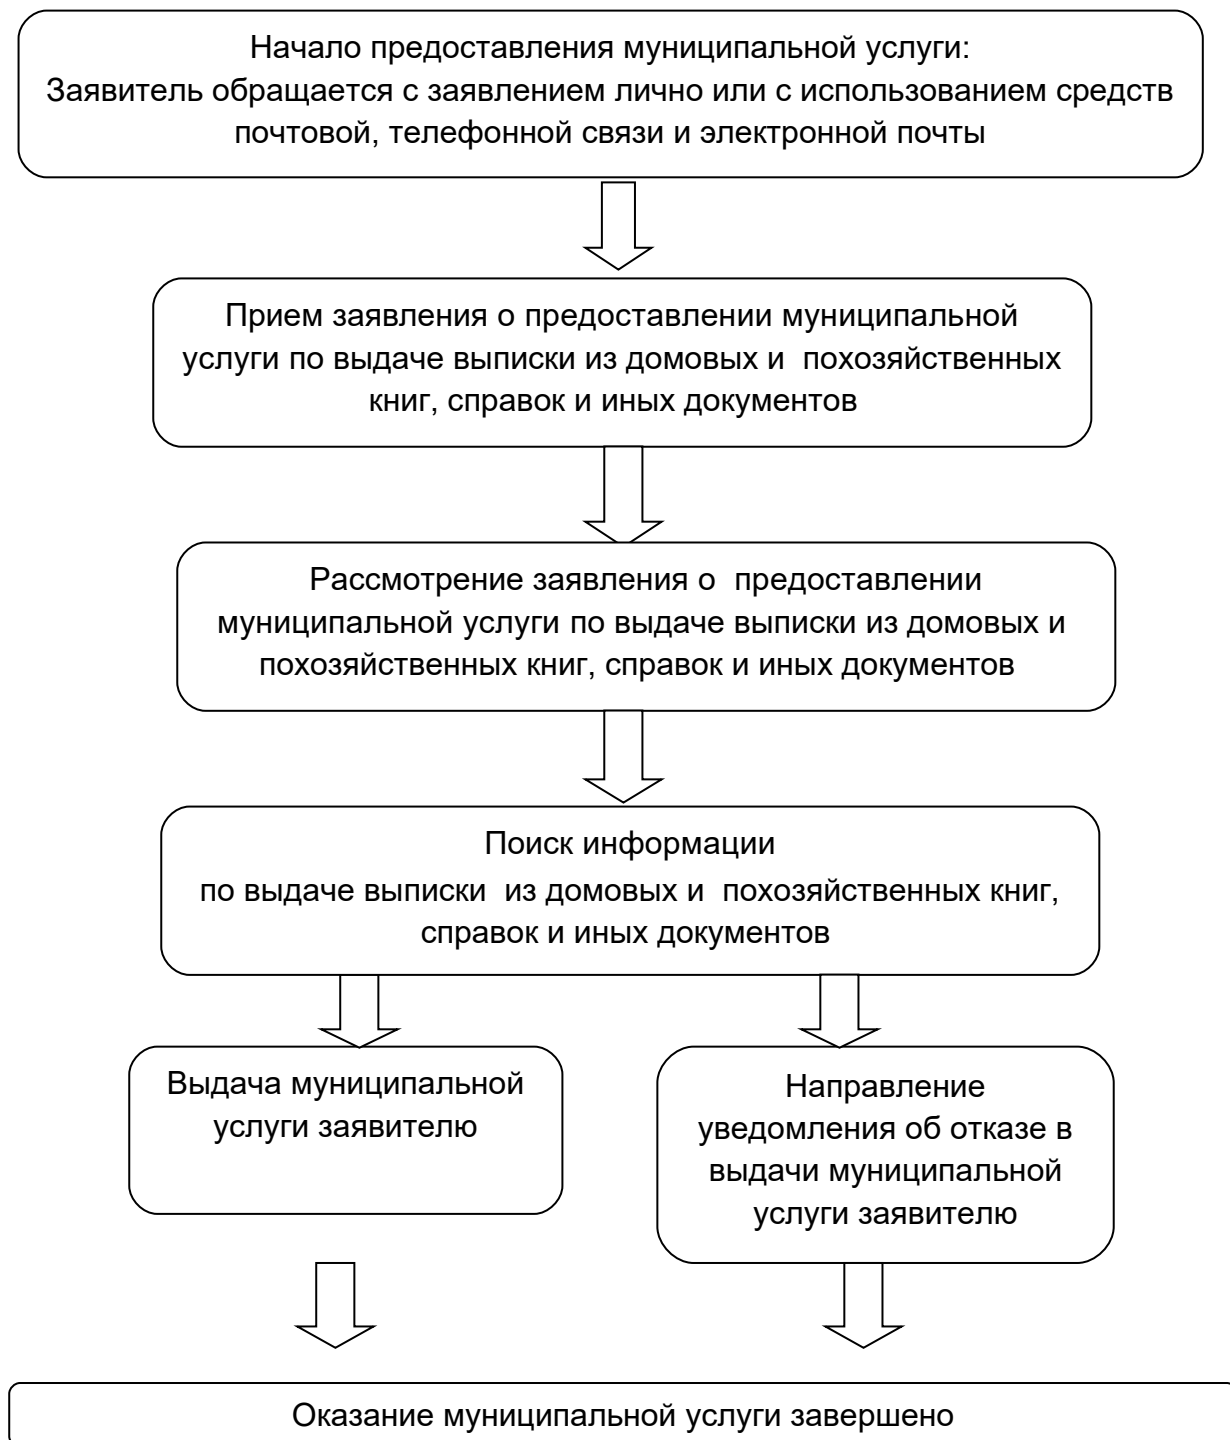 Начало предоставления муниципальной услуги:
Заявитель обращается с заявлением лично или с использованием средств
почтовой, телефонной связи и электронной почты
Прием заявления о предоставлении муниципальной
услуги по выдаче выписки из домовых и  похозяйственных
книг, справок и иных документов
Рассмотрение заявления о  предоставлении
муниципальной услуги по выдаче выписки из домовых и
похозяйственных книг, справок и иных документов
Поиск информации
по выдаче выписки  из домовых и  похозяйственных книг,
справок и иных документов
Выдача муниципальной
услуги заявителю
Направление
уведомления об отказе в
выдачи муниципальной
услуги заявителю
Оказание муниципальной услуги завершено